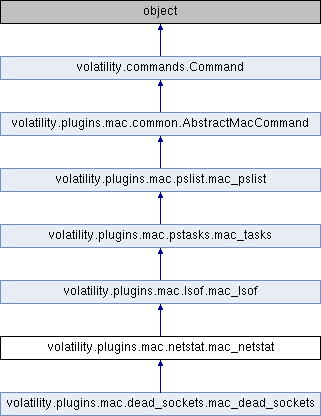 object
volatility.commands.Command
volatility.plugins.mac.common.AbstractMacCommand
volatility.plugins.mac.pslist.mac_pslist
volatility.plugins.mac.pstasks.mac_tasks
volatility.plugins.mac.lsof.mac_lsof
volatility.plugins.mac.netstat.mac_netstat
volatility.plugins.mac.dead_sockets.mac_dead_sockets